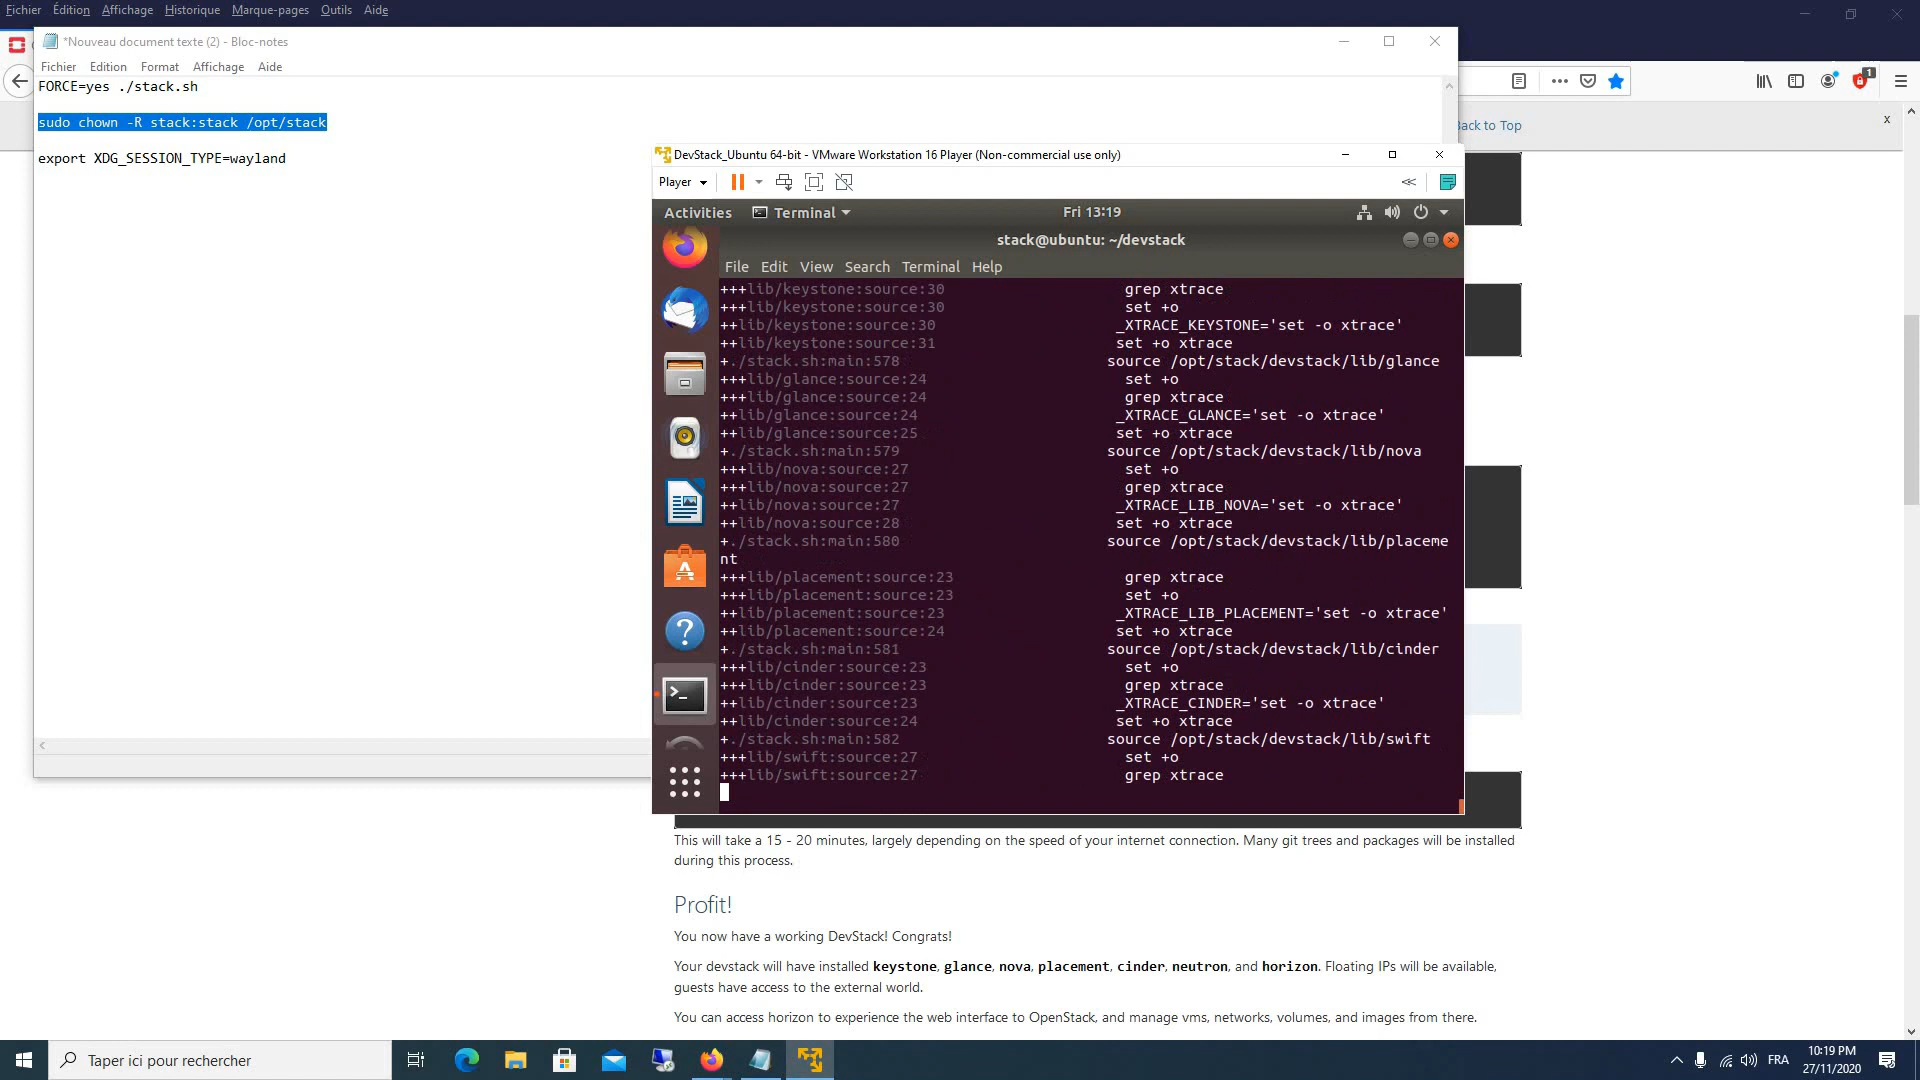 Fichier Édition Affichage Historique Marque-pages Outils Aide
*Nouveau document texte (2) - Bloc-notes
Fichier Edition Format Affichage Aide
FORCE=yes ./stack.sh
sudo chown -R stack:stack /opt/stack
export XDG_SESSION_TYPE=wayland
1
Back to Top
x
DevStack_Ubuntu 64-bit - VMware Workstation 16 Player (Non-commercial use only)
Player
Activities Terminal Fri 13:19
stack@ubuntu: ~/devstack
File Edit View Search Terminal Help
+++lib/keystone:source:30 grep xtrace
+++lib/keystone:source:30 set +o
++lib/keystone:source:30 _XTRACE_KEYSTONE='set -o xtrace'
++lib/keystone:source:31 set +o xtrace
+./stack.sh:main:578 source /opt/stack/devstack/lib/glance
+++lib/glance:source:24 set +o
+++lib/glance:source:24 grep xtrace
++lib/glance:source:24 _XTRACE_GLANCE='set -o xtrace'
++lib/glance:source:25 set +o xtrace
+./stack.sh:main:579 source /opt/stack/devstack/lib/nova
+++lib/nova:source:27 set +o
+++lib/nova:source:27 grep xtrace
++lib/nova:source:27 _XTRACE_LIB_NOVA='set -o xtrace'
++lib/nova:source:28 set +o xtrace
+./stack.sh:main:580 source /opt/stack/devstack/lib/placeme
nt
+++lib/placement:source:23 grep xtrace
+++lib/placement:source:23 set +o
++lib/placement:source:23 _XTRACE_LIB_PLACEMENT='set -o xtrace'
++lib/placement:source:24 set +o xtrace
+./stack.sh:main:581 source /opt/stack/devstack/lib/cinder
+++lib/cinder:source:23 set +o
+++lib/cinder:source:23 grep xtrace
++lib/cinder:source:23 _XTRACE_CINDER='set -o xtrace'
++lib/cinder:source:24 set +o xtrace
+./stack.sh:main:582 source /opt/stack/devstack/lib/swift
+++lib/swift:source:27 set +o
+++lib/swift:source:27 grep xtrace
This will take a 15 - 20 minutes, largely depending on the speed of your internet connection. Many git trees and packages will be installed
during this process.
Profit!
You now have a working DevStack! Congrats!
Your devstack will have installed keystone, glance, nova, placement, cinder, neutron, and horizon. Floating IPs will be available,
guests have access to the external world.
You can access horizon to experience the web interface to OpenStack, and manage vms, networks, volumes, and images from there.
Taper ici pour rechercher
FRA
10:19 PM
27/11/2020